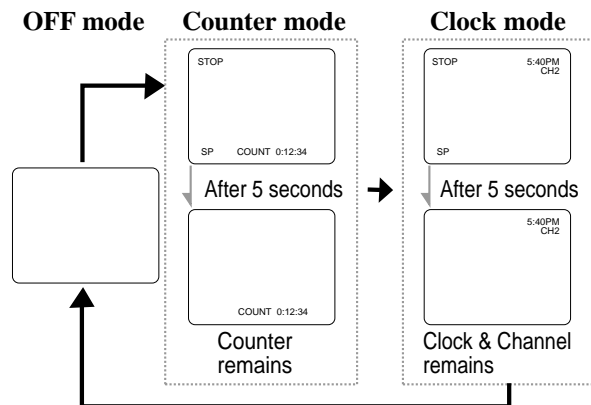 OFF mode
Counter mode
STOP
SP COUNT 0:12:34
After 5 seconds
COUNT 0:12:34
Counter
remains
Clock mode
STOP 5:40PM
CH2
SP
After 5 seconds
5:40PM
CH2
Clock & Channel
remains